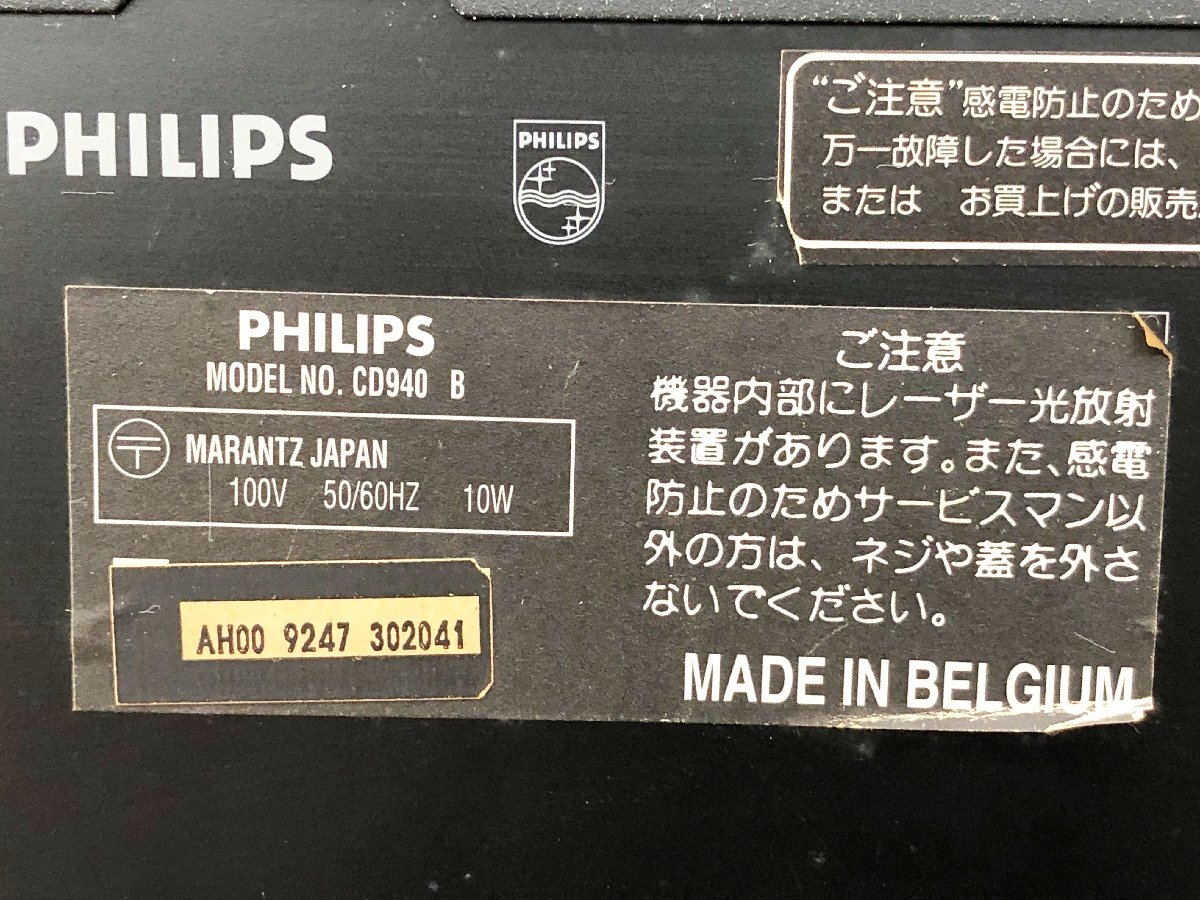 PHILIPS
PHILIPS
“ご注意”感電防止のため
万一故障した場合には、
または お買上げの販売
PHILIPS
MODEL NO. CD940 B
MARANTZ JAPAN
100V 50/60HZ 10W
AH00 9247 302041
ご注意
機器内部にレーザー光放射
装置があります。また、感電
防止のためサービスマン以
外の方は、ネジや蓋を外さ
ないでください。
MADE IN BELGIUM